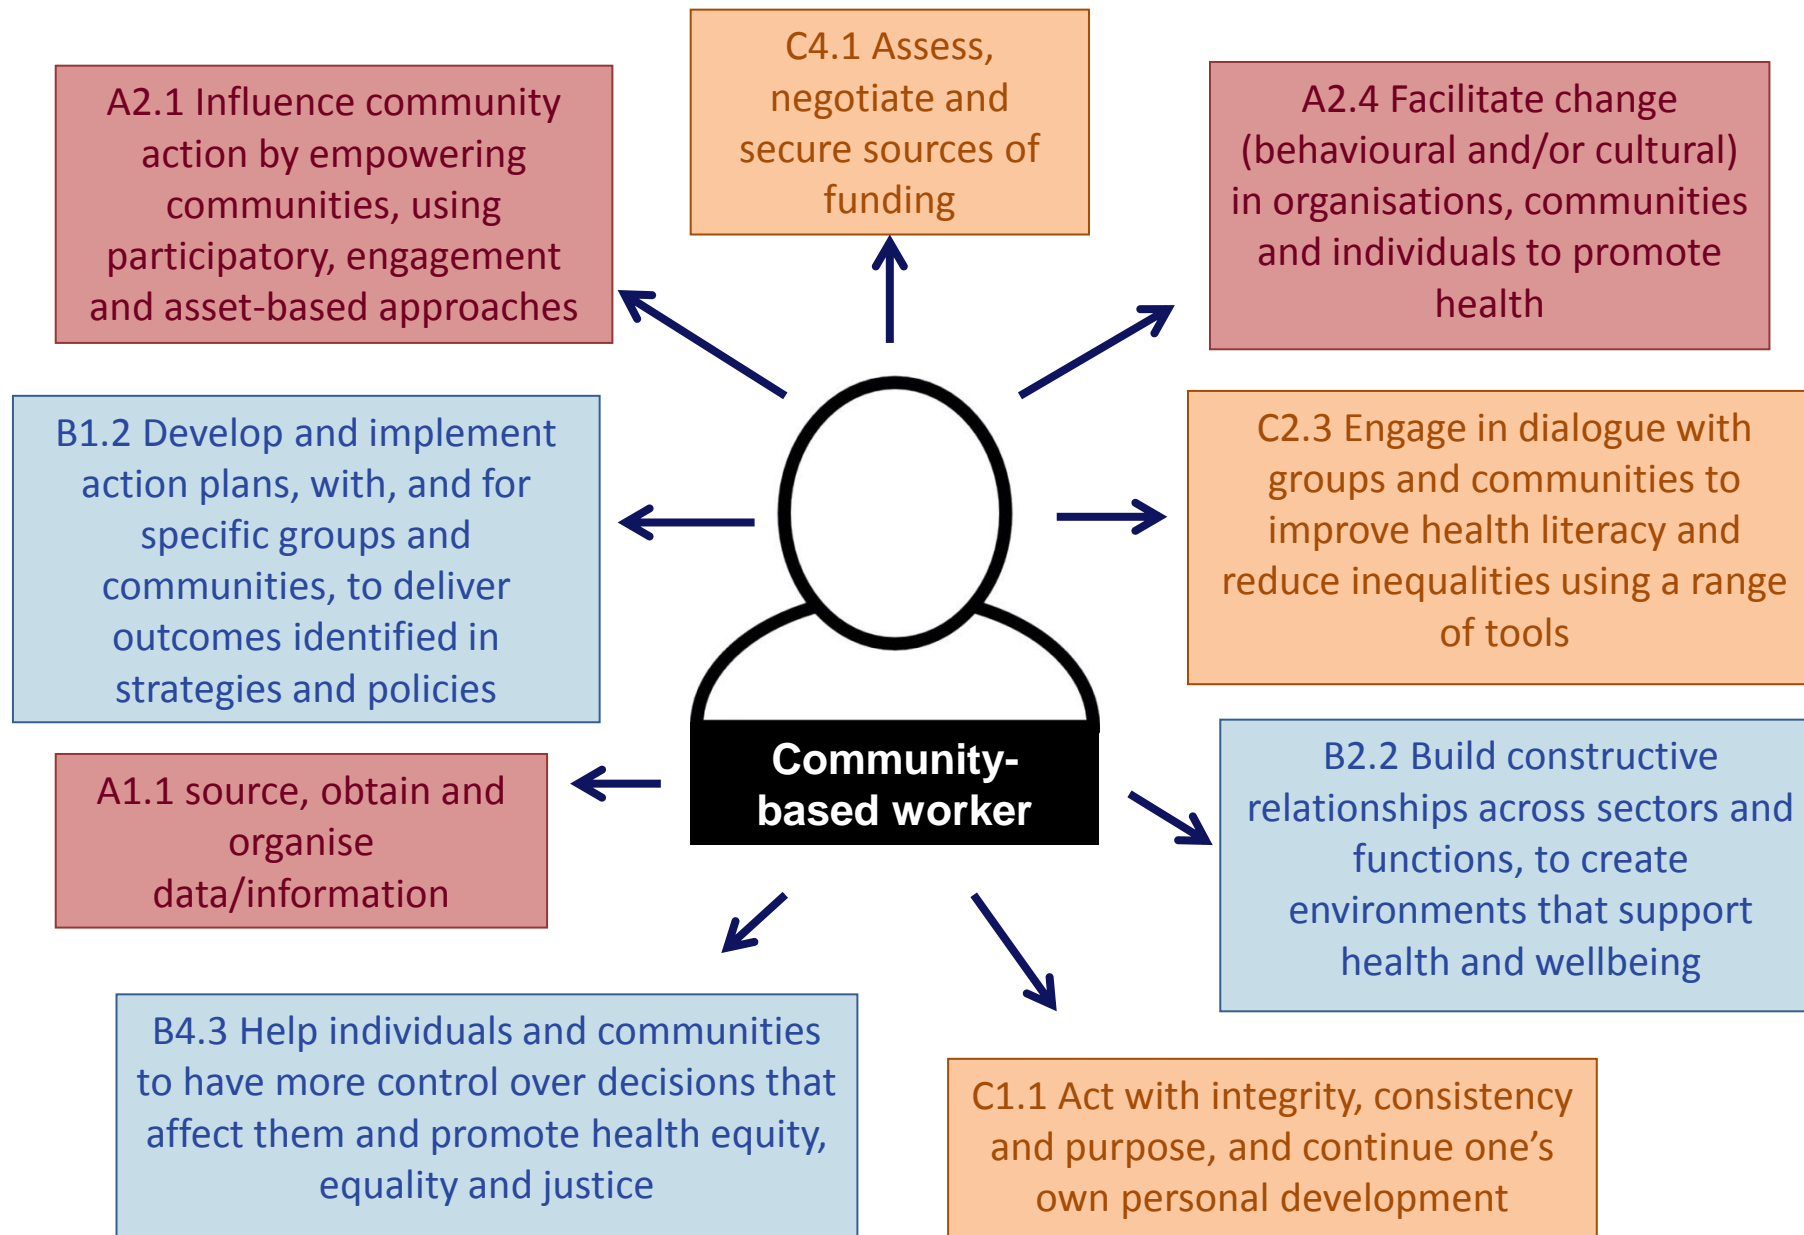 C4.1 Assess,
negotiate and
secure sources of
funding
A2.1 Influence community
action by empowering
communities, using
participatory, engagement
and asset-based approaches
A2.4 Facilitate change
(behavioural and/or cultural)
in organisations, communities
and individuals to promote
health
B1.2 Develop and implement
action plans, with, and for
specific groups and
communities, to deliver
outcomes identified in
strategies and policies
C2.3 Engage in dialogue with
groups and communities to
improve health literacy and
reduce inequalities using a range
of tools
A1.1 source, obtain and
organise
data/information
Community-
based worker
B2.2 Build constructive
relationships across sectors and
functions, to create
environments that support
health and wellbeing
B4.3 Help individuals and communities
to have more control over decisions that
affect them and promote health equity,
equality and justice
C1.1 Act with integrity, consistency
and purpose, and continue one’s
own personal development